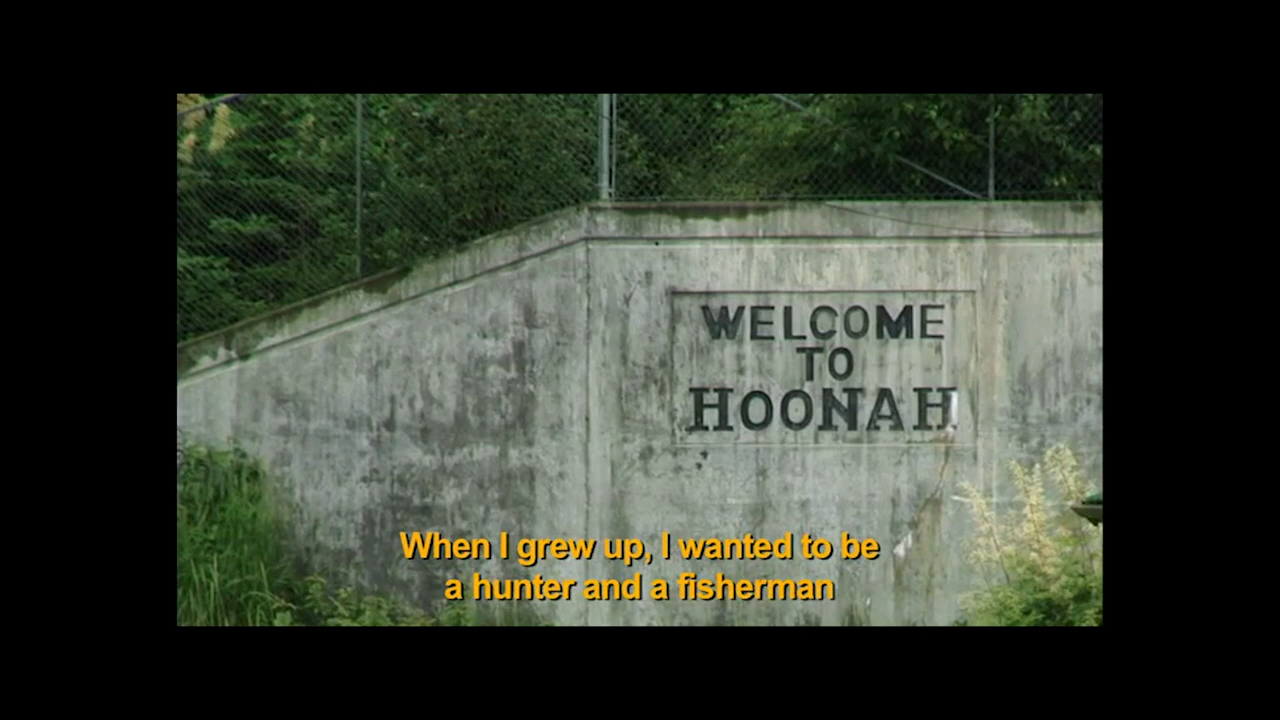 WELCOME
TO
HOONAH
When I grew up, I wanted to be
a hunter and a fisherman